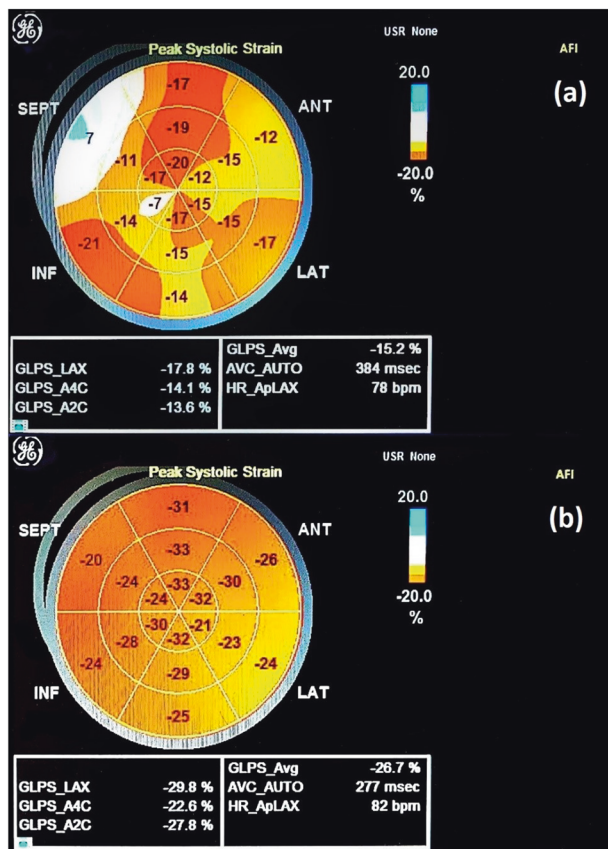 USR None
Peak Systolic Strain
AFI
20.0
(a)
-17
SEPT
ANT
7
-19
-12
-20.0
-11
-20
-15
%
-17
-12
-7
-15
-14
-17
-15
-21
-15
-17
INF
LAT
-14
GLPS_Avg -15.2 %
GLPS_LAX -17.8 % AVC_AUTO 384 msec
GLPS_A4C -14.1 % HR_ApLAX 78 bpm
GLPS_A2C -13.6 %
USR None
Peak Systolic Strain
AFI
20.0
(b)
-31
SEPT
ANT
-33
-20
-26
-24
-33
-30
-20.0
-24
-32
%
-30
-21
-28
-32
-23
-24
-29
-24
INF
LAT
-25
GLPS_Avg -26.7 %
GLPS_LAX -29.8 % AVC_AUTO 277 msec
GLPS_A4C -22.6 % HR_ApLAX 82 bpm
GLPS_A2C -27.8 %